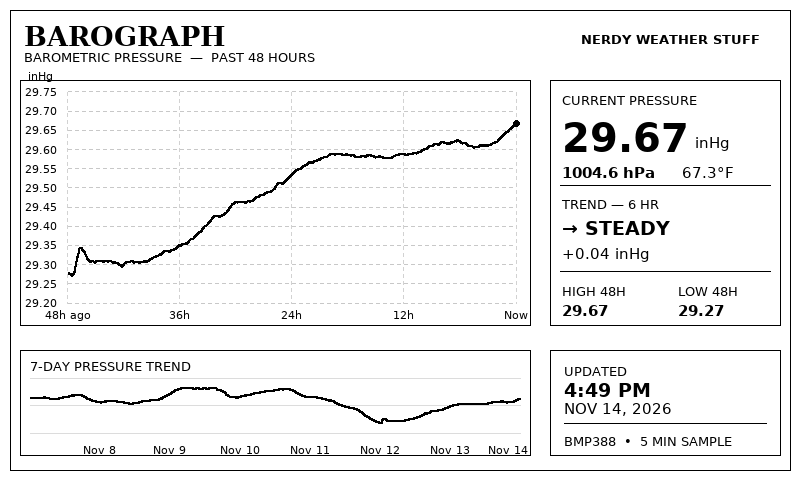 BAROGRAPH
BAROMETRIC PRESSURE — PAST 48 HOURS
NERDY WEATHER STUFF
inHg
29.75
29.70
29.65
29.60
29.55
29.50
29.45
29.40
29.35
29.30
29.25
29.20
48h ago 36h 24h 12h Now
CURRENT PRESSURE
29.67 inHg
1004.6 hPa 67.3°F
TREND — 6 HR
→ STEADY
+0.04 inHg
HIGH 48H LOW 48H
29.67 29.27
7-DAY PRESSURE TREND
Nov 8 Nov 9 Nov 10 Nov 11 Nov 12 Nov 13 Nov 14
UPDATED
4:49 PM
NOV 14, 2026
BMP388 • 5 MIN SAMPLE